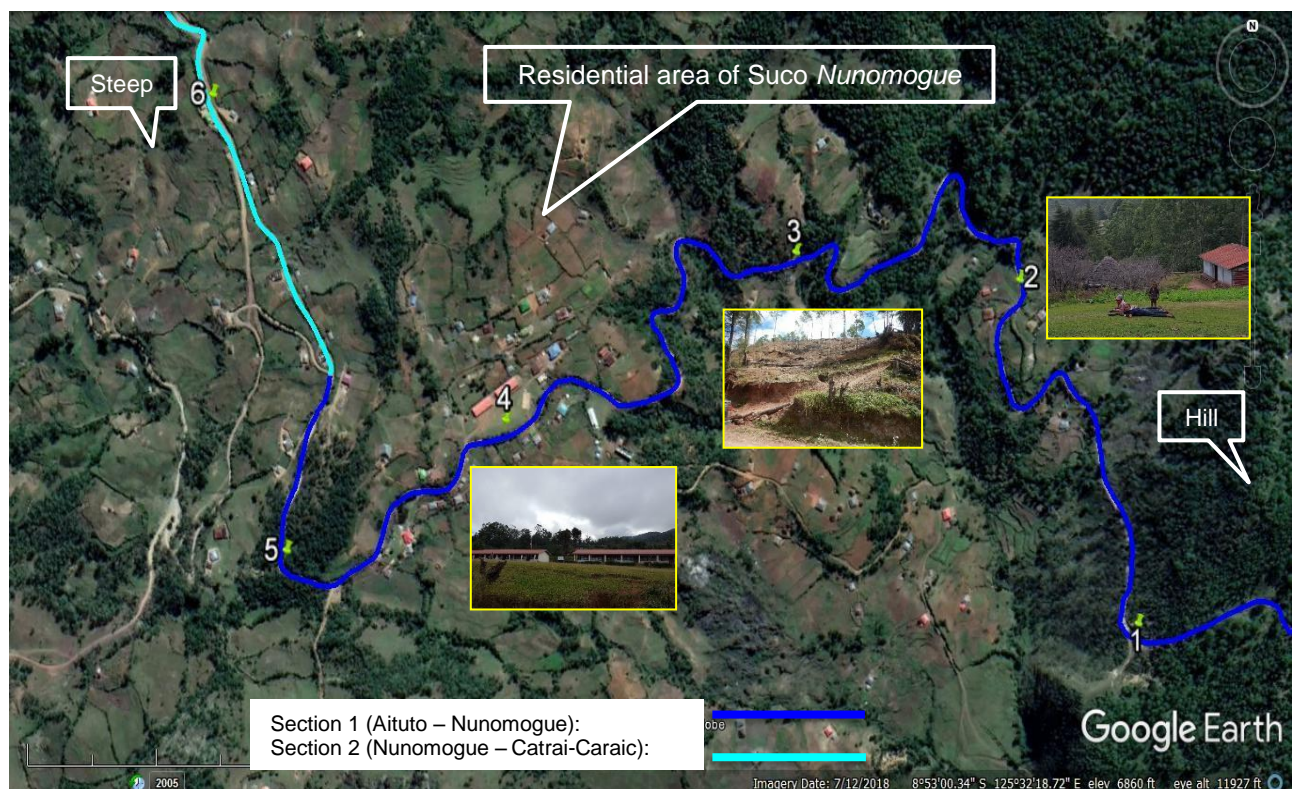 N
Steep
Residential area of Suco Nunomogue
6
3
2
4
Hill
5
1
Section 1 (Aituto – Nunomogue):
Section 2 (Nunomogue – Catrai-Caraic):
obe
Google Earth
2005
Imagery Date: 7/12/2018 8°53'00.34" S 125°32'18.72" E elev 6860 ft eye alt 11927 ft